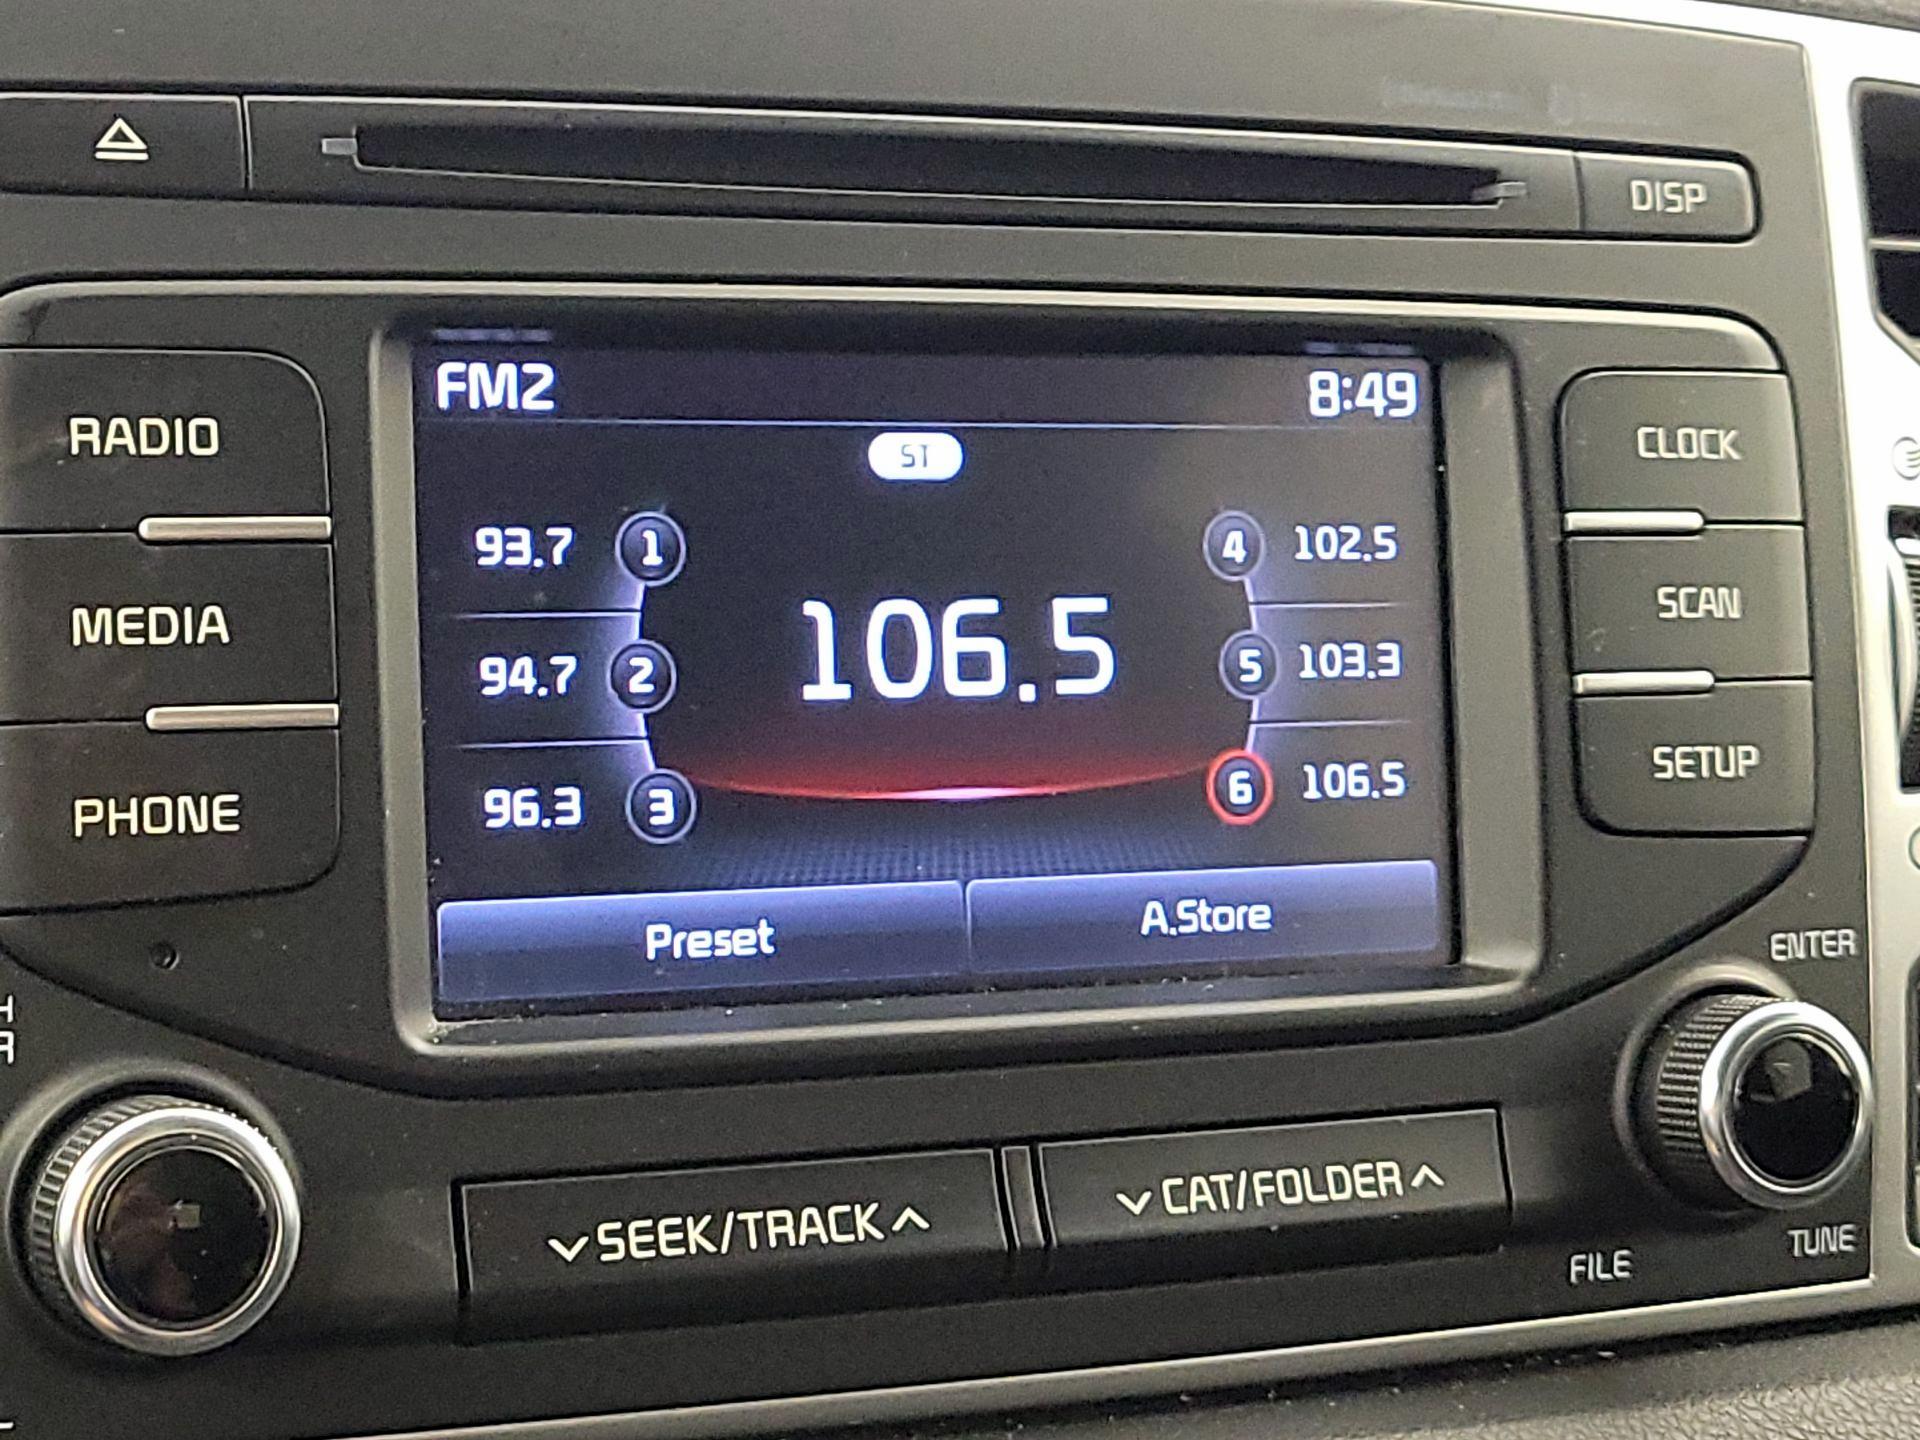 DISP
RADIO
MEDIA
PHONE
FM2 8:49
ST
93.7 1
94.7 2
96.3 3
106.5
4 102.5
5 103.3
6 106.5
Preset A.Store
CLOCK
SCAN
SETUP
ENTER
SEEK/TRACK
CAT/FOLDER
FILE
TUNE